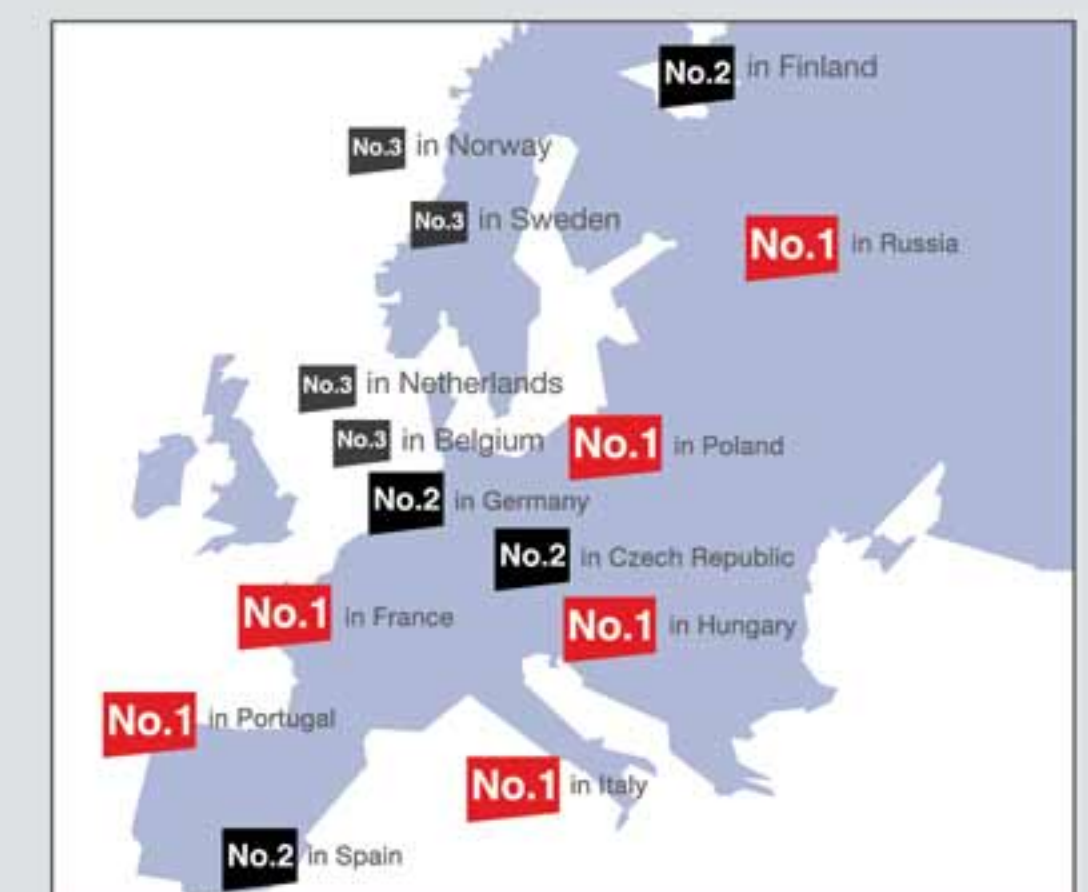 No.2 in Finland
No.3 in Norway
No.3 in Sweden
No.1 in Russia
No.3 in Netherlands
No.3 in Belgium
No.1 in Poland
No.2 in Germany
No.2 in Czech Republic
No.1 in France
No.1 in Hungary
No.1 in Portugal
No.1 in Italy
No.2 in Spain